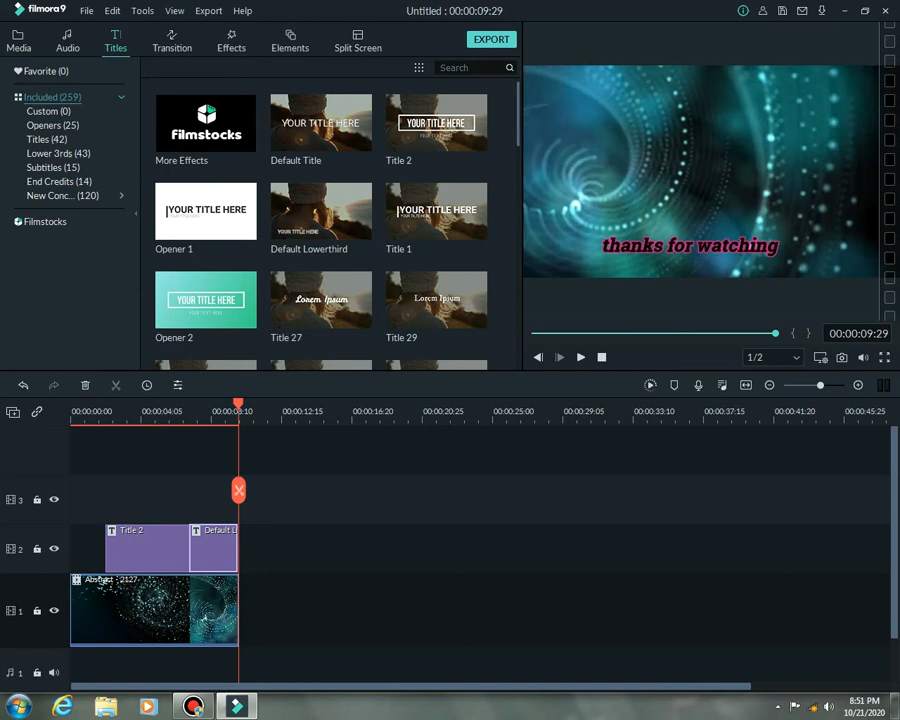 filmora9 File Edit Tools View Export Help Untitled : 00:00:09:29
Media Audio Titles Transition Effects Elements Split Screen EXPORT
Favorite (0)
Search
Included (259)
Custom (0)
Openers (25)
Titles (42)
Lower 3rds (43)
Subtitles (15)
End Credits (14)
New Conc... (120)
Filmstocks
filmstocks
YOUR TITLE HERE
YOUR TITLE HERE
More Effects Default Title Title 2
YOUR TITLE HERE
YOUR TITLE HERE
YOUR TITLE HERE
Opener 1 Default Lowerthird Title 1
YOUR TITLE HERE
Lorem Ipsum
Lorem Ipsum
Opener 2 Title 27 Title 29
thanks for watching
00:00:09:29
1/2
00:00:00:00 00:00:04:05 00:00:08:10 00:00:12:15 00:00:16:20 00:00:20:25 00:00:25:00 00:00:29:05 00:00:33:10 00:00:37:15 00:00:41:20 00:00:45:25
3
2
T Title 2
T Default L
1
Abstract - 2127-
1
8:51 PM
10/21/2020